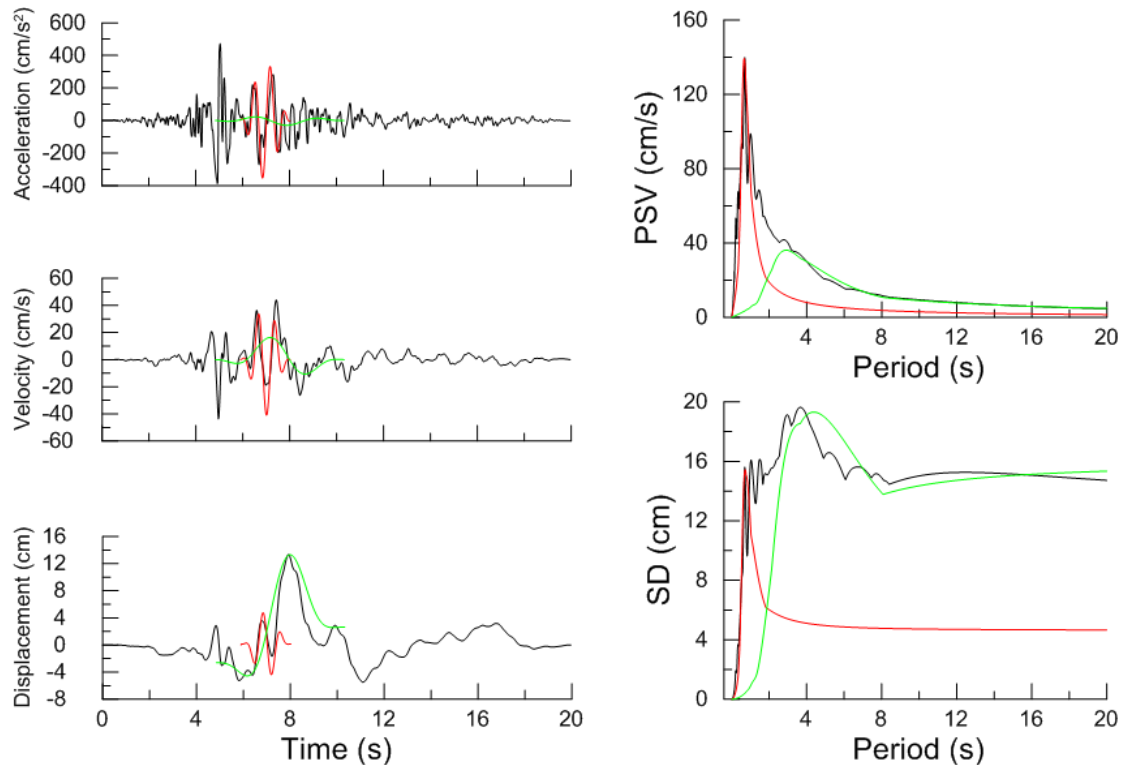 Acceleration (cm/s²)
600
400
200
0
-200
-400
Velocity (cm/s)
60
40
20
0
-20
-40
-60
Displacement (cm)
16
12
8
4
0
-4
-8
0 4 8 12 16 20
Time (s)
PSV (cm/s)
160
120
80
40
0
4 8 12 16 20
Period (s)
SD (cm)
20
16
12
8
4
0
4 8 12 16 20
Period (s)